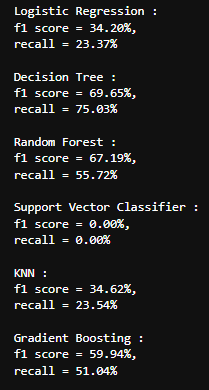 Logistic Regression :
f1 score = 34.20%,
recall = 23.37%
Decision Tree :
f1 score = 69.65%,
recall = 75.03%
Random Forest :
f1 score = 67.19%,
recall = 55.72%
Support Vector Classifier :
f1 score = 0.00%,
recall = 0.00%
KNN :
f1 score = 34.62%,
recall = 23.54%
Gradient Boosting :
f1 score = 59.94%,
recall = 51.04%